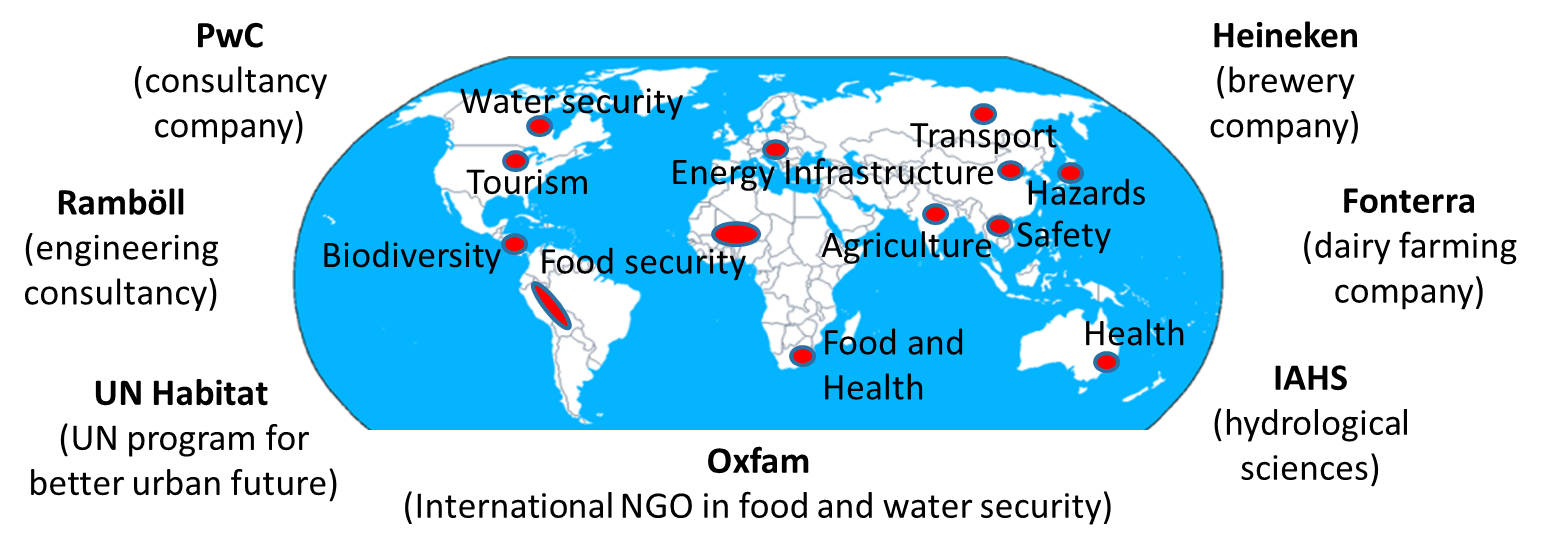 PwC
(consultancy
company)
Ramböll
(engineering
consultancy)
UN Habitat
(UN program for
better urban future)
Water security
Tourism
Biodiversity
Food security
Energy
Infrastructure
Transport
Hazards
Agriculture
Safety
Food and
Health
Health
Heineken
(brewery
company)
Fonterra
(dairy farming
company)
IAHS
(hydrological
sciences)
Oxfam
(International NGO in food and water security)